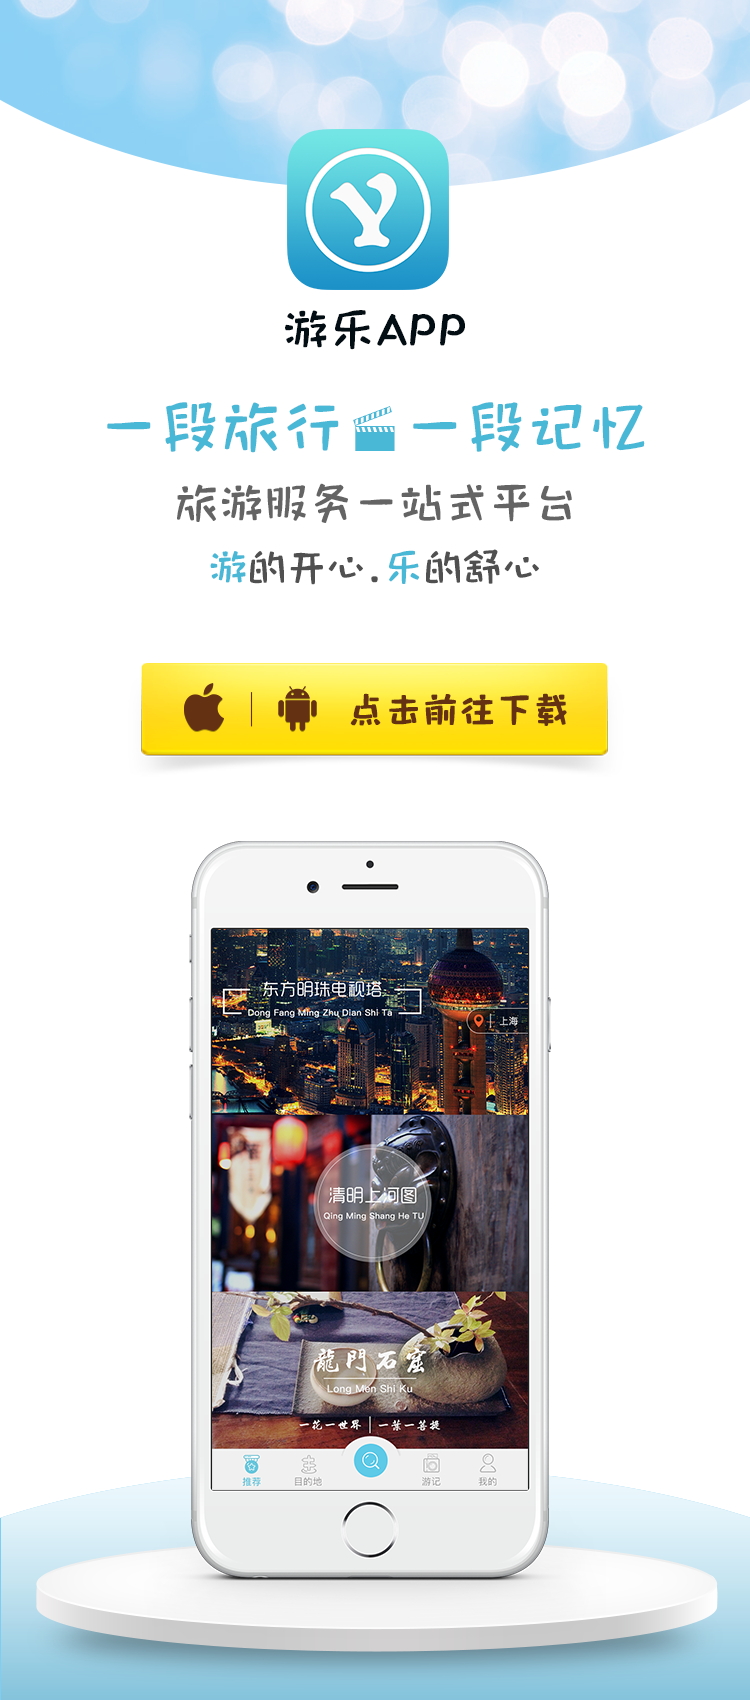 Y
游乐APP
一段旅行 一段记忆
旅游服务一站式平台
游的开心.乐的舒心
点击前往下载
东方明珠电视塔
Dong Fang Ming Zhu Dian Shi Ta
上海
清明上河图
Qing Ming Shang He TU
龍門石窟
Long Men Shi Ku
一花一世界 一葉一菩提
推荐 目的地 游记 我的